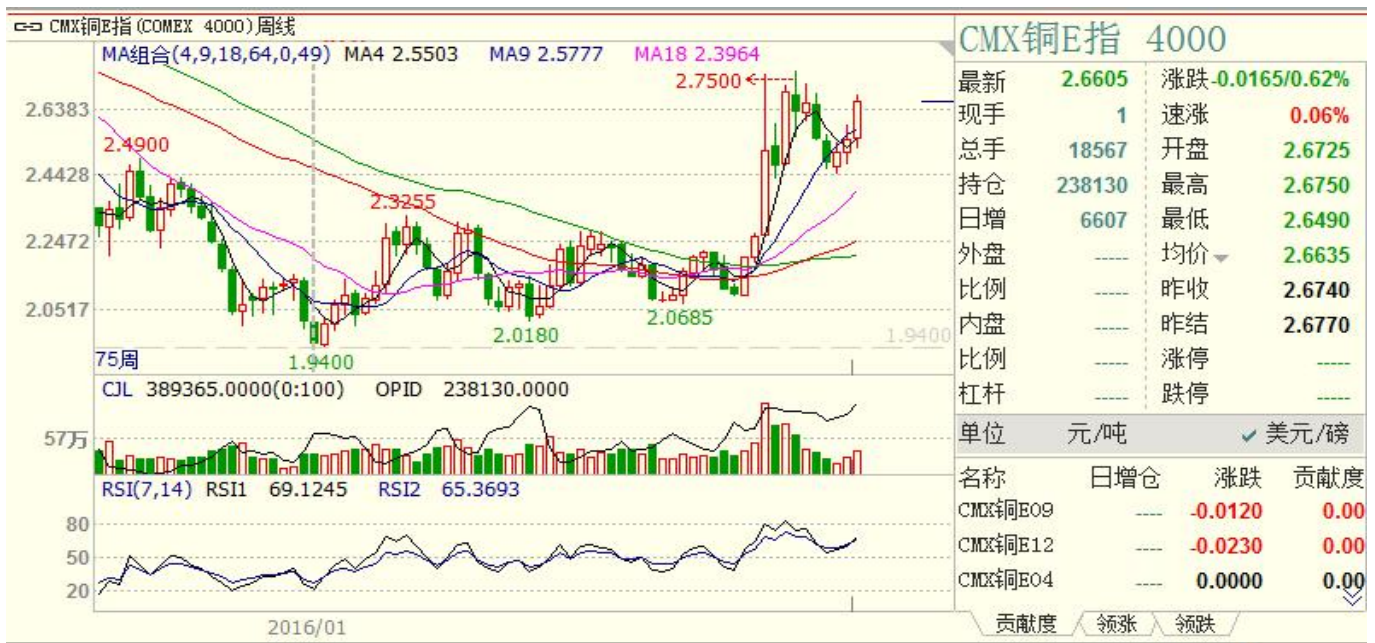 CMX铜E指(COMEX 4000)周线
MA组合(4,9,18,64,0,49) MA4 2.5503 MA9 2.5777 MA18 2.3964
2.7500
2.6383
2.4900
2.4428
2.3255
2.2472
2.0517
2.0685
2.0180
1.9400
75周
1.9400
CJL 389365.0000(0:100) OPID 238130.0000
57万
RSI(7,14) RSI1 69.1245 RSI2 65.3693
80
50
20
2016/01
CMX铜E指 4000
最新 2.6605 涨跌 -0.0165/0.62%
现手 1 速涨 0.06%
总手 18567 开盘 2.6725
持仓 238130 最高 2.6750
日增 6607 最低 2.6490
外盘 ---- 均价 2.6635
比例 ---- 昨收 2.6740
内盘 ---- 昨结 2.6770
比例 ---- 涨停 ----
杠杆 ---- 跌停 ----
单位 元/吨 ✓ 美元/磅
名称 日增仓 涨跌 贡献度
CMX铜E09 ---- -0.0120 0.00
CMX铜E12 ---- -0.0230 0.00
CMX铜E04 ---- 0.0000 0.00
贡献度 领涨 领跌